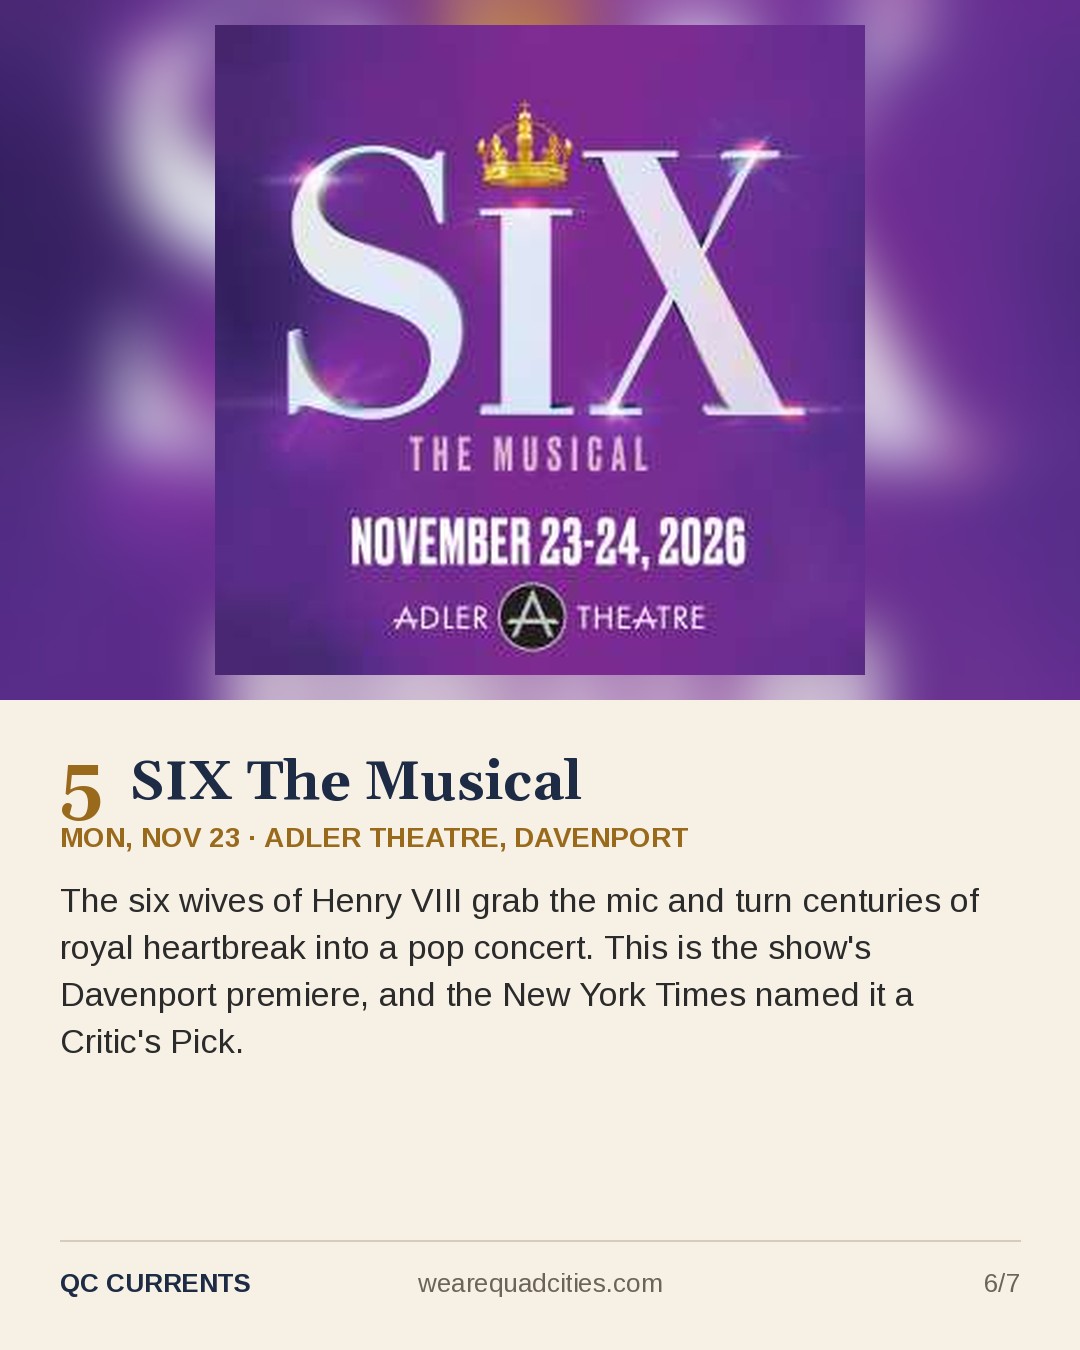 SIX
THE MUSICAL
NOVEMBER 23-24, 2026
ADLER A THEATRE
5 SIX The Musical
MON, NOV 23 · ADLER THEATRE, DAVENPORT
The six wives of Henry VIII grab the mic and turn centuries of
royal heartbreak into a pop concert. This is the show's
Davenport premiere, and the New York Times named it a
Critic's Pick.
QC CURRENTS wearequadcities.com 6/7